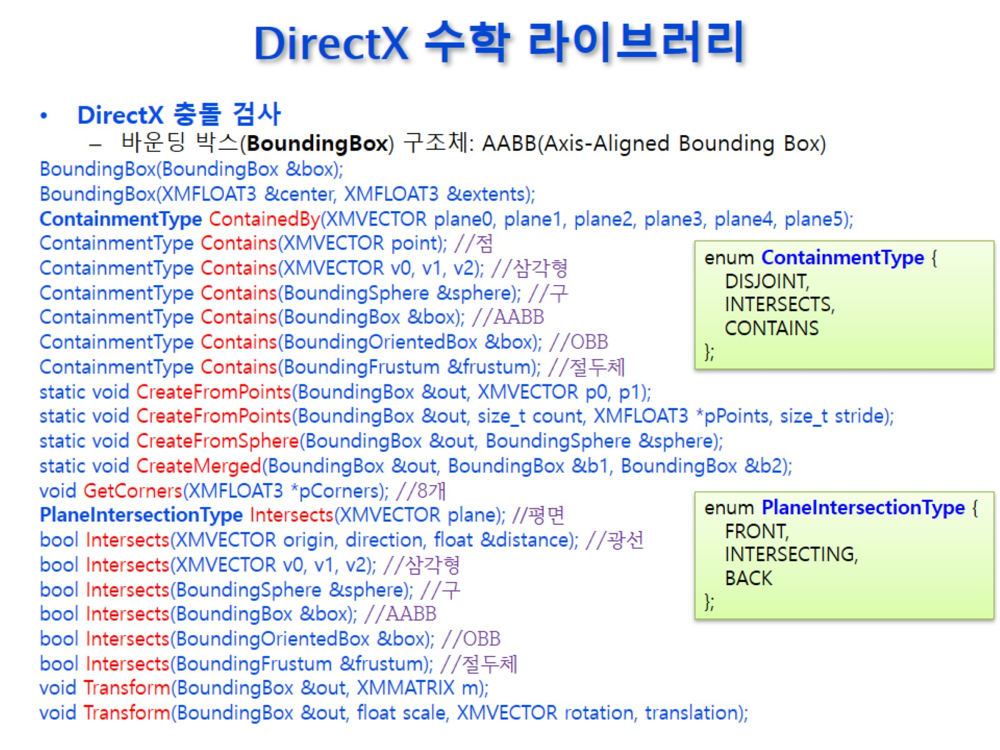 DirectX 수학 라이브러리
• DirectX 충돌 검사
– 바운딩 박스(BoundingBox) 구조체: AABB(Axis-Aligned Bounding Box)
BoundingBox(BoundingBox &box);
BoundingBox(XMFLOAT3 &center, XMFLOAT3 &extents);
ContainmentType ContainedBy(XMVECTOR plane0, plane1, plane2, plane3, plane4, plane5);
ContainmentType Contains(XMVECTOR point); //점
ContainmentType Contains(XMVECTOR v0, v1, v2); //삼각형
ContainmentType Contains(BoundingSphere &sphere); //구
ContainmentType Contains(BoundingBox &box); //AABB
ContainmentType Contains(BoundingOrientedBox &box); //OBB
ContainmentType Contains(BoundingFrustum &frustum); //절두체
static void CreateFromPoints(BoundingBox &out, XMVECTOR p0, p1);
static void CreateFromPoints(BoundingBox &out, size_t count, XMFLOAT3 *pPoints, size_t stride);
static void CreateFromSphere(BoundingBox &out, BoundingSphere &sphere);
static void CreateMerged(BoundingBox &out, BoundingBox &b1, BoundingBox &b2);
void GetCorners(XMFLOAT3 *pCorners); //8개
PlaneIntersectionType Intersects(XMVECTOR plane); //평면
bool Intersects(XMVECTOR origin, direction, float &distance); //광선
bool Intersects(XMVECTOR v0, v1, v2); //삼각형
bool Intersects(BoundingSphere &sphere); //구
bool Intersects(BoundingBox &box); //AABB
bool Intersects(BoundingOrientedBox &box); //OBB
bool Intersects(BoundingFrustum &frustum); //절두체
void Transform(BoundingBox &out, XMMATRIX m);
void Transform(BoundingBox &out, float scale, XMVECTOR rotation, translation);
enum ContainmentType {
DISJOINT,
INTERSECTS,
CONTAINS
};
enum PlaneIntersectionType {
FRONT,
INTERSECTING,
BACK
};